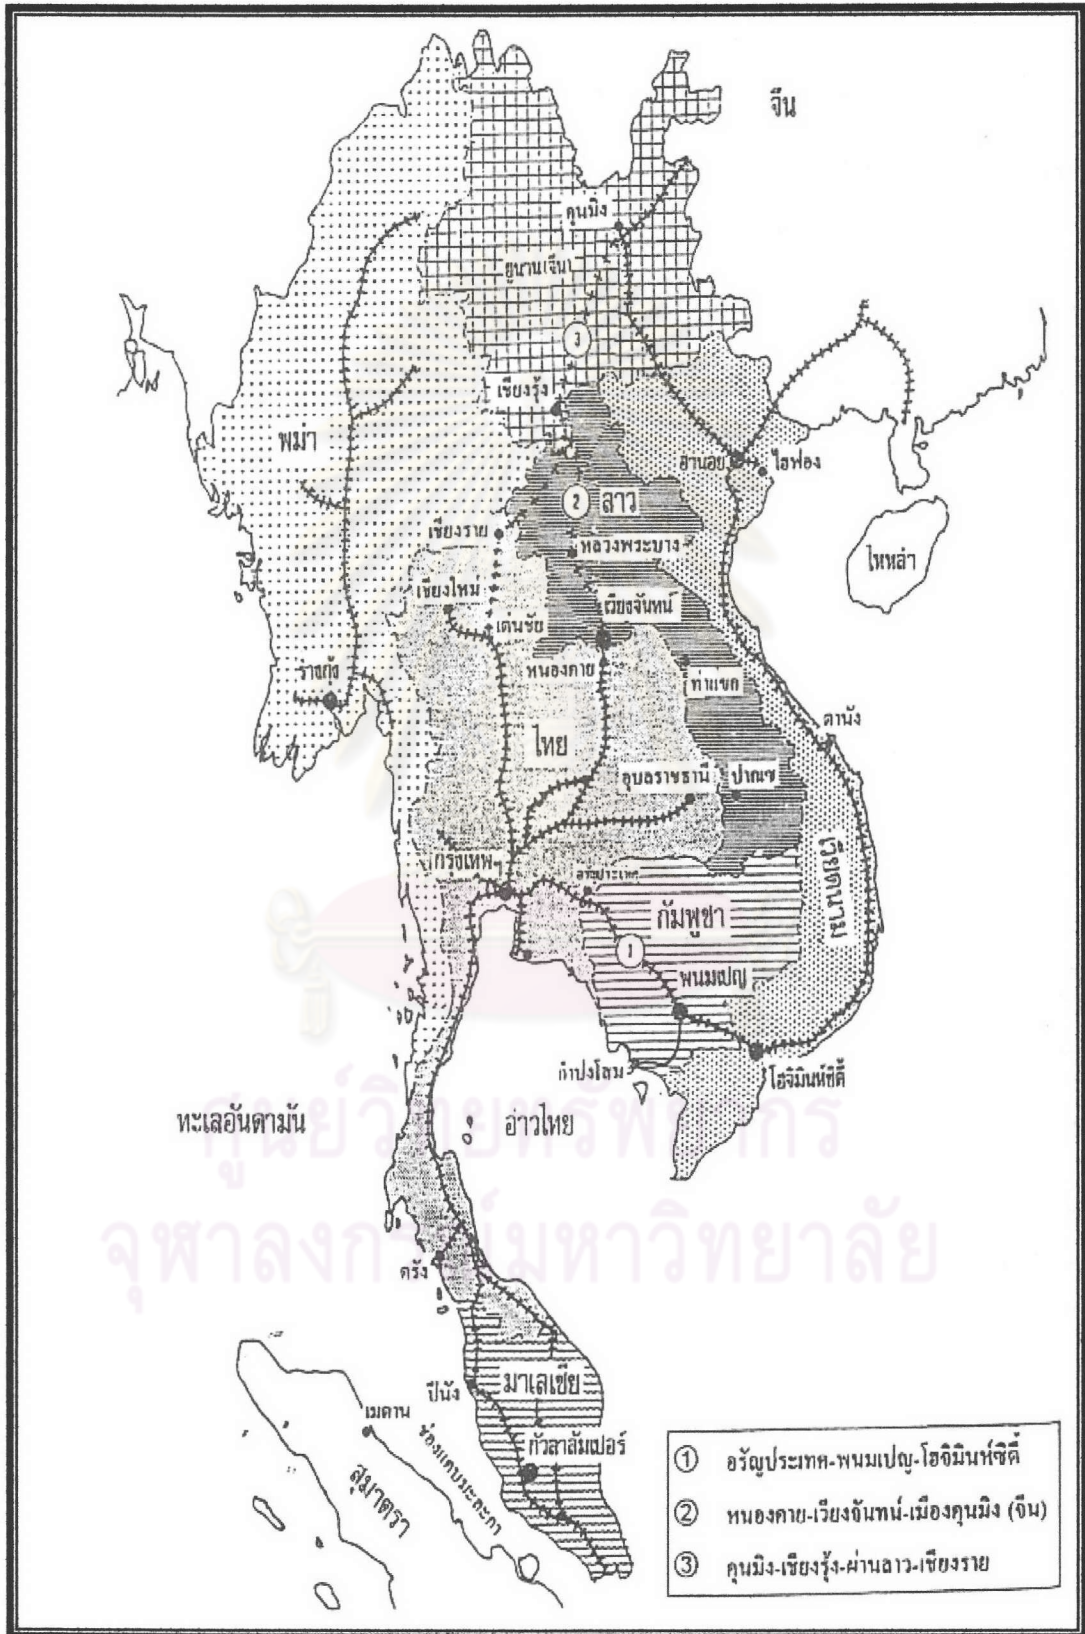 จีน
คุนมิง
ยูนาน(จีน)
3
เชียงรุ้ง
พม่า
ฮานอย
ไฮฟอง
2
ลาว
เชียงราย
หลวงพระบาง
ไหหลำ
เชียงใหม่
เวียงจันทน์
เด่นชัย
หนองคาย
ท่าแขก
ร่างกุ้ง
ไทย
ดานัง
อุบลราชธานี
ปากเซ
กรุงเทพฯ
อรัญประเทศ
กัมพูชา
เวียดนาม
1
พนมเปญ
กำปงโสม
โฮจิมินห์ซิตี้
ทะเลอันดามัน
อ่าวไทย
ศูนย์วิทยทรัพยากร
จุฬาลงกรณ์มหาวิทยาลัย
ตรัง
ปีนัง
มาเลเซีย
เมดาน
กัวลาลัมเปอร์
ช่องแคบมะละกา
สุมาตรา
① อรัญประเทศ-พนมเปญ-โฮจิมินห์ซิตี้
② หนองคาย-เวียงจันทน์-เมืองคุนมิง (จีน)
③ คุนมิง-เชียงรุ้ง-ผ่านลาว-เชียงราย